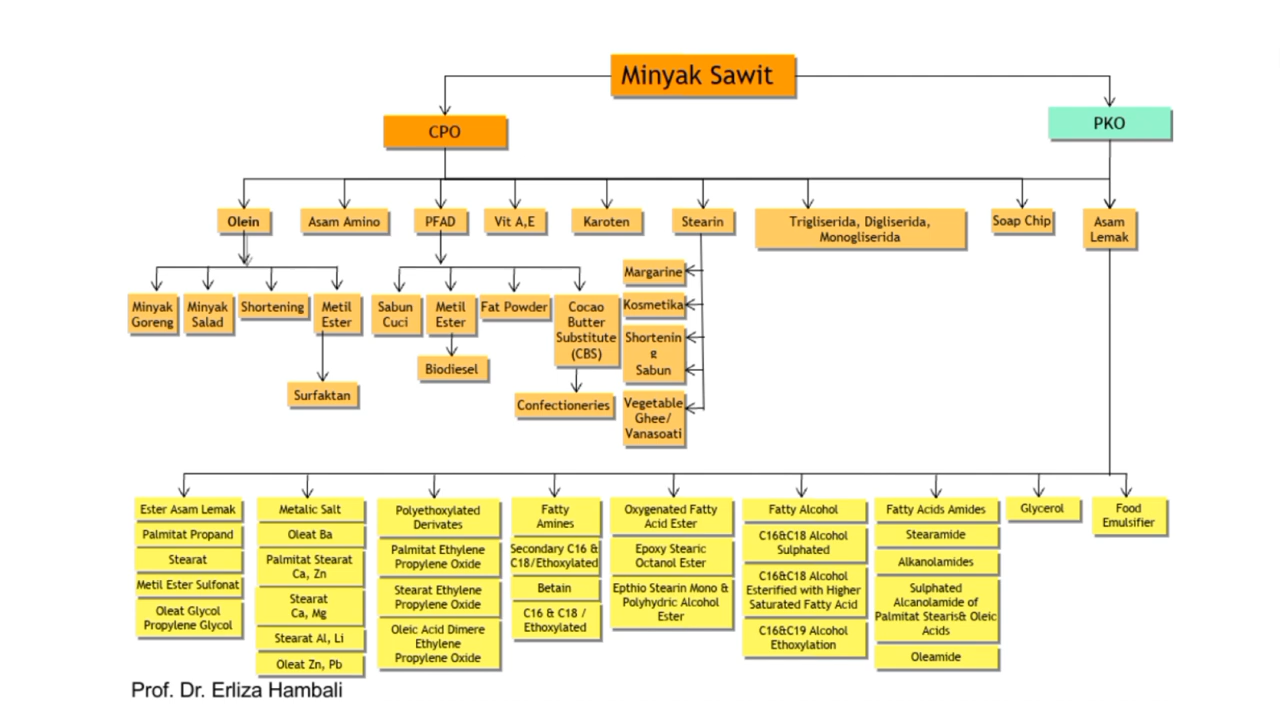 Minyak Sawit
CPO
PKO
Olein
Asam Amino
PFAD
Vit A,E
Karoten
Stearin
Trigliserida, Digliserida,
Monogliserida
Soap Chip
Asam
Lemak
Minyak
Goreng
Minyak
Salad
Shortening
Metil
Ester
Surfaktan
Sabun
Cuci
Metil
Ester
Biodiesel
Fat Powder
Cocao
Butter
Substitute
(CBS)
Confectioneries
Margarine
Kosmetika
Shortenin
g
Sabun
Vegetable
Ghee/
Vanasoati
Ester Asam Lemak
Palmitat Propand
Stearat
Metil Ester Sulfonat
Oleat Glycol
Propylene Glycol
Metalic Salt
Oleat Ba
Palmitat Stearat
Ca, Zn
Stearat
Ca, Mg
Stearat Al, Li
Oleat Zn, Pb
Polyethoxylated
Derivates
Palmitat Ethylene
Propylene Oxide
Stearat Ethylene
Propylene Oxide
Oleic Acid Dimere
Ethylene
Propylene Oxide
Fatty
Amines
Secondary C16 &
C18/Ethoxylated
Betain
C16 & C18 /
Ethoxylated
Oxygenated Fatty
Acid Ester
Epoxy Stearic
Octanol Ester
Epthio Stearin Mono &
Polyhydric Alcohol
Ester
Fatty Alcohol
C16&C18 Alcohol
Sulphated
C16&C18 Alcohol
Esterified with Higher
Saturated Fatty Acid
C16&C19 Alcohol
Ethoxylation
Fatty Acids Amides
Stearamide
Alkanolamides
Sulphated
Alcanolamide of
Palmitat Stearis& Oleic
Acids
Oleamide
Glycerol
Food
Emulsifier
Prof. Dr. Erliza Hambali